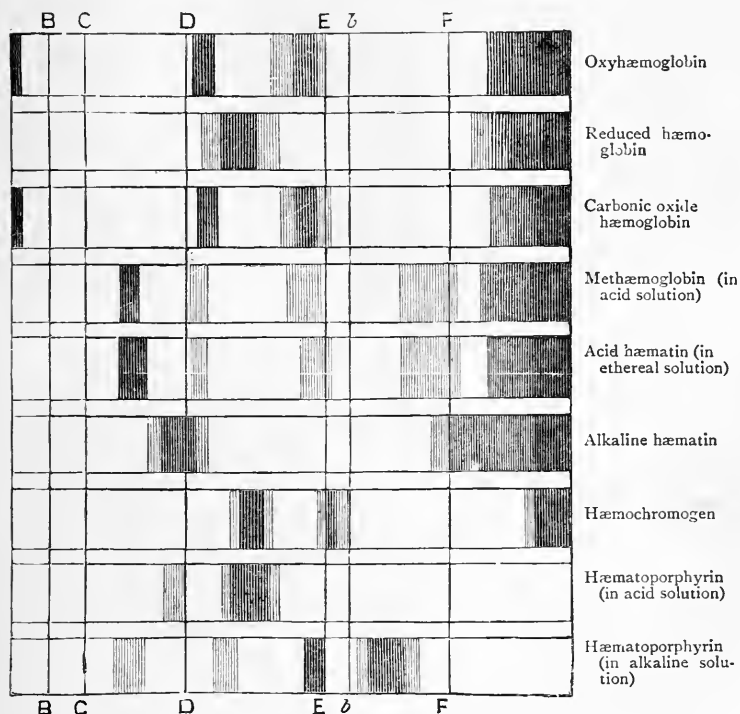 B C D E b F
Oxyhæmoglobin
Reduced hæmo-
globin
Carbonic oxide
hæmoglobin
Methæmoglobin (in
acid solution)
Acid hæmatin (in
ethereal solution)
Alkaline hæmatin
Hæmochromogen
Hæmatoporphyrin
(in acid solution)
Hæmatoporphyrin
(in alkaline solu-
tion)
B C D E b F